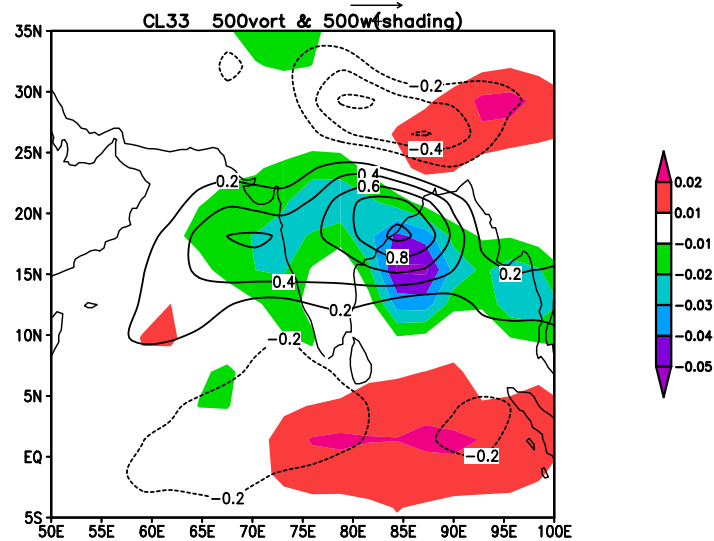 CL33 500vort & 500w(shading)
35N
30N
25N
20N
15N
10N
5N
EQ
5S
50E 55E 60E 65E 70E 75E 80E 85E 90E 95E 100E
-0.2
-0.4
0.2
0.4
0.6
0.8
0.2
0.4
0.2
-0.2
-0.2
-0.2
0.02
0.01
-0.01
-0.02
-0.03
-0.04
-0.05